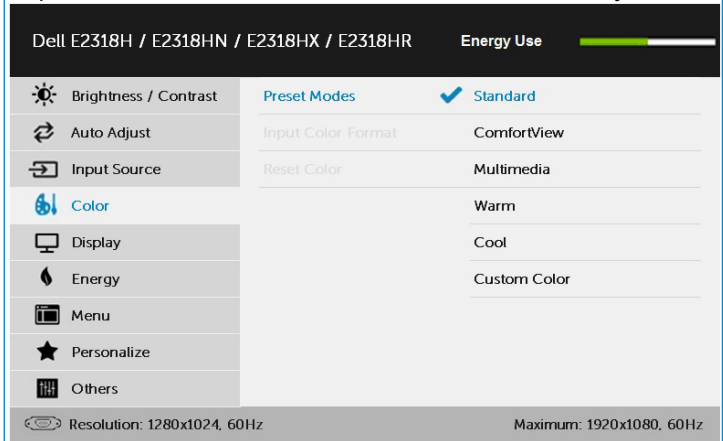 Dell E2318H / E2318HN / E2318HX / E2318HR Energy Use
Brightness / Contrast Preset Modes Standard
Auto Adjust Input Color Format ComfortView
Input Source Reset Color Multimedia
Color Warm
Display Cool
Energy Custom Color
Menu
Personalize
Others
Resolution: 1280x1024, 60Hz Maximum: 1920x1080, 60Hz